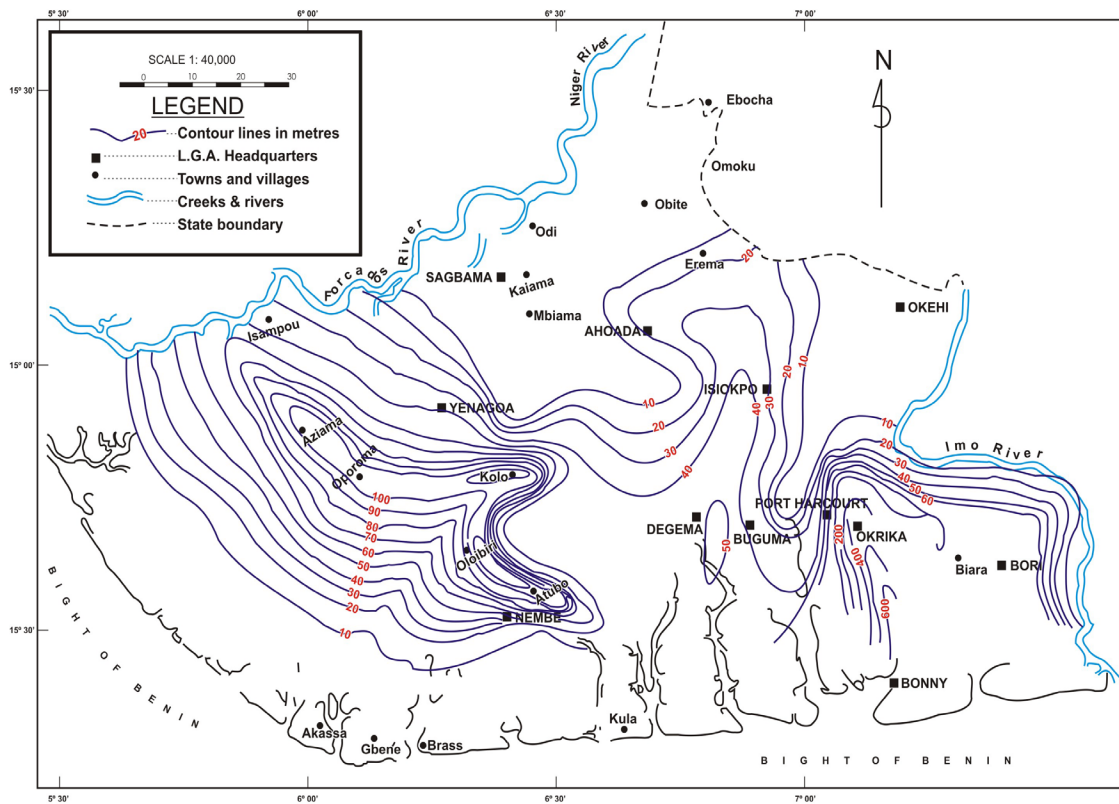 5° 30'
6° 00'
6° 30'
7° 00'
15° 30'
15° 00'
15° 30'
SCALE 1: 40,000
0 10 20 30
LEGEND
20 Contour lines in metres
L.G.A. Headquarters
Towns and villages
Creeks & rivers
State boundary
N
Niger River
Forcados River
Imo River
Ebocha
Omoku
Obite
Odi
Erema
SAGBAMA
Kaiama
Mbiama
Isampou
AHOADA
OKEHI
ISIOKPO
YENAGOA
Aziama
Oporoma
Kolo
PORT HARCOURT
DEGEMA
BUGUMA
OKRIKA
Oloibiri
Biara
BORI
Atubo
NEMBE
BONNY
Akassa
Gbene
Brass
Kula
20
20
10
10
20
30
40
40
30
10
20
30
40
50
60
50
200
400
600
100
90
80
70
60
50
40
30
20
10
BIGHT OF BENIN
BIGHT OF BENIN
5° 30'
6° 00'
6° 30'
7° 00'